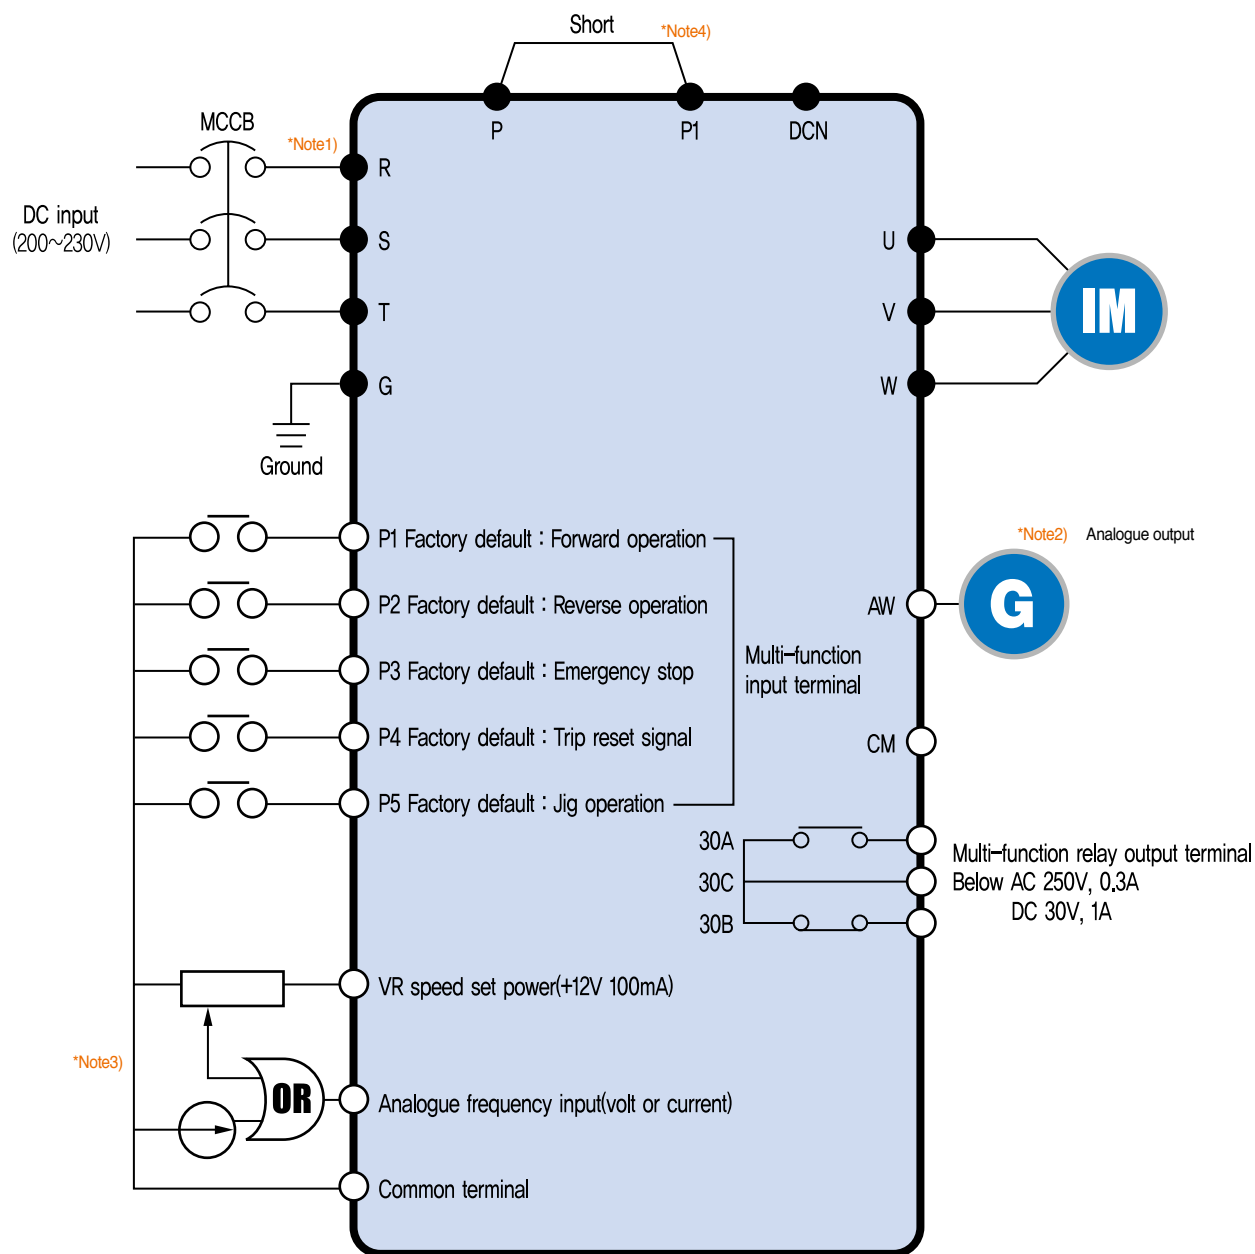 Short
*Note4)
P
P1
DCN
MCCB
*Note1)
R
DC input
(200~230V)
S
U
T
V
IM
G
W
Ground
P1 Factory default : Forward operation
*Note2)
Analogue output
P2 Factory default : Reverse operation
AW
G
P3 Factory default : Emergency stop
Multi-function
input terminal
P4 Factory default : Trip reset signal
CM
P5 Factory default : Jig operation
30A
30C
30B
Multi-function relay output terminal
Below AC 250V, 0.3A
DC 30V, 1A
VR speed set power(+12V 100mA)
*Note3)
OR
Analogue frequency input(volt or current)
Common terminal